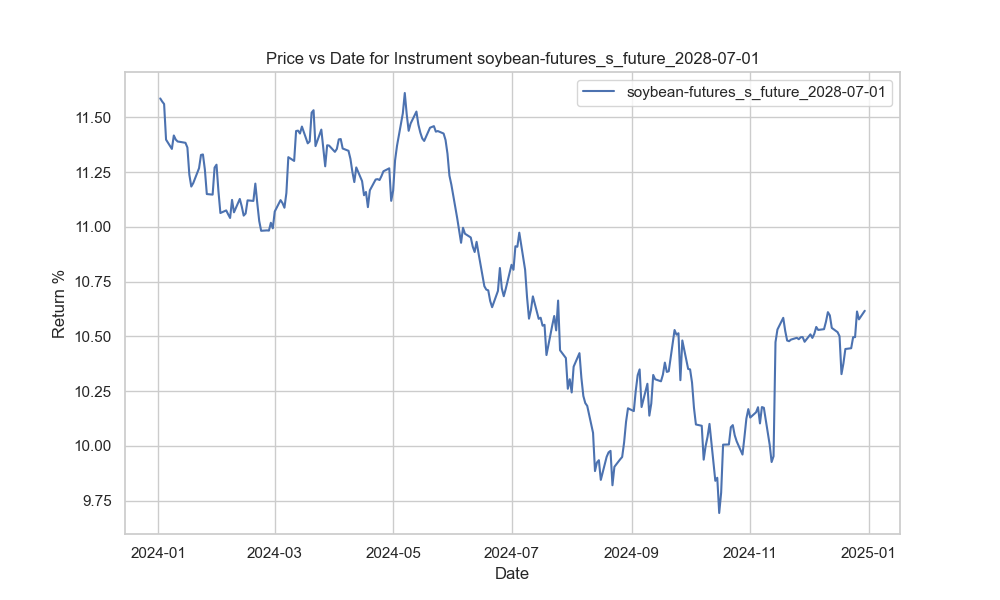 Price vs Date for Instrument soybean-futures_s_future_2028-07-01
soybean-futures_s_future_2028-07-01
Return %
11.50
11.25
11.00
10.75
10.50
10.25
10.00
9.75
2024-01 2024-03 2024-05 2024-07 2024-09 2024-11 2025-01
Date